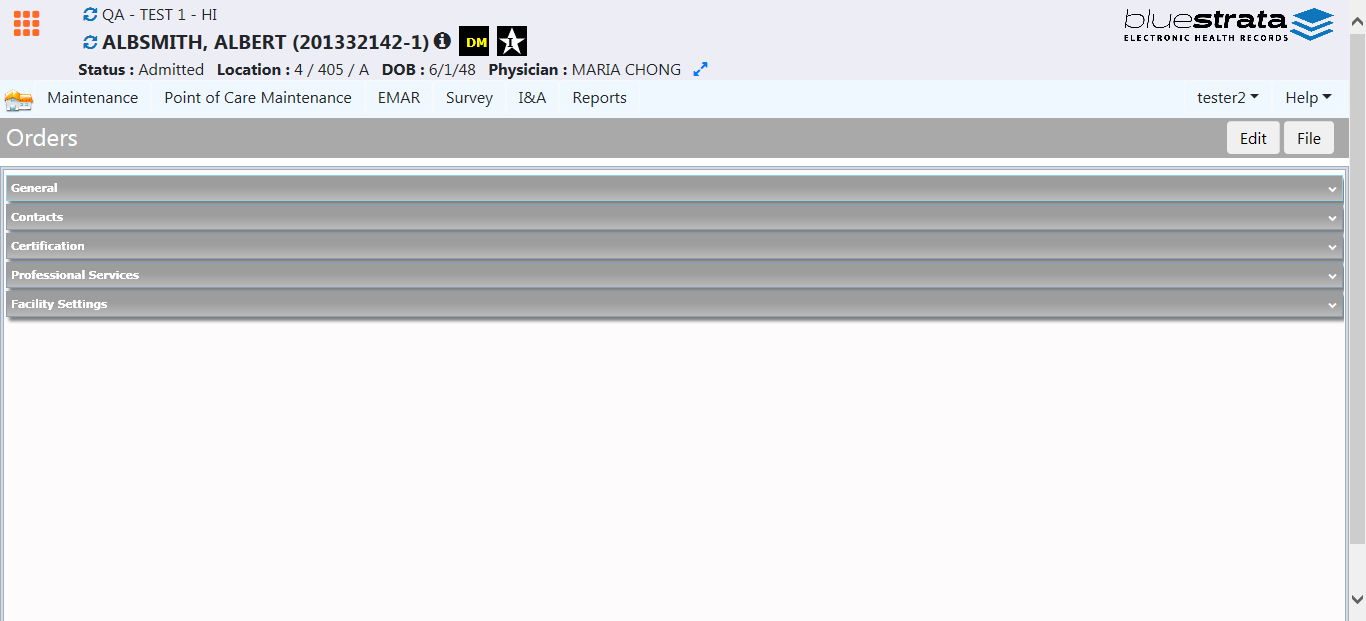 QA - TEST 1 - HI
ALBSMITH, ALBERT (201332142-1) DM 1
Status : Admitted Location : 4 / 405 / A DOB : 6/1/48 Physician : MARIA CHONG
bluestrata
ELECTRONIC HEALTH RECORDS
Maintenance Point of Care Maintenance EMAR Survey I&A Reports tester2 Help
Orders Edit File
General
Contacts
Certification
Professional Services
Facility Settings